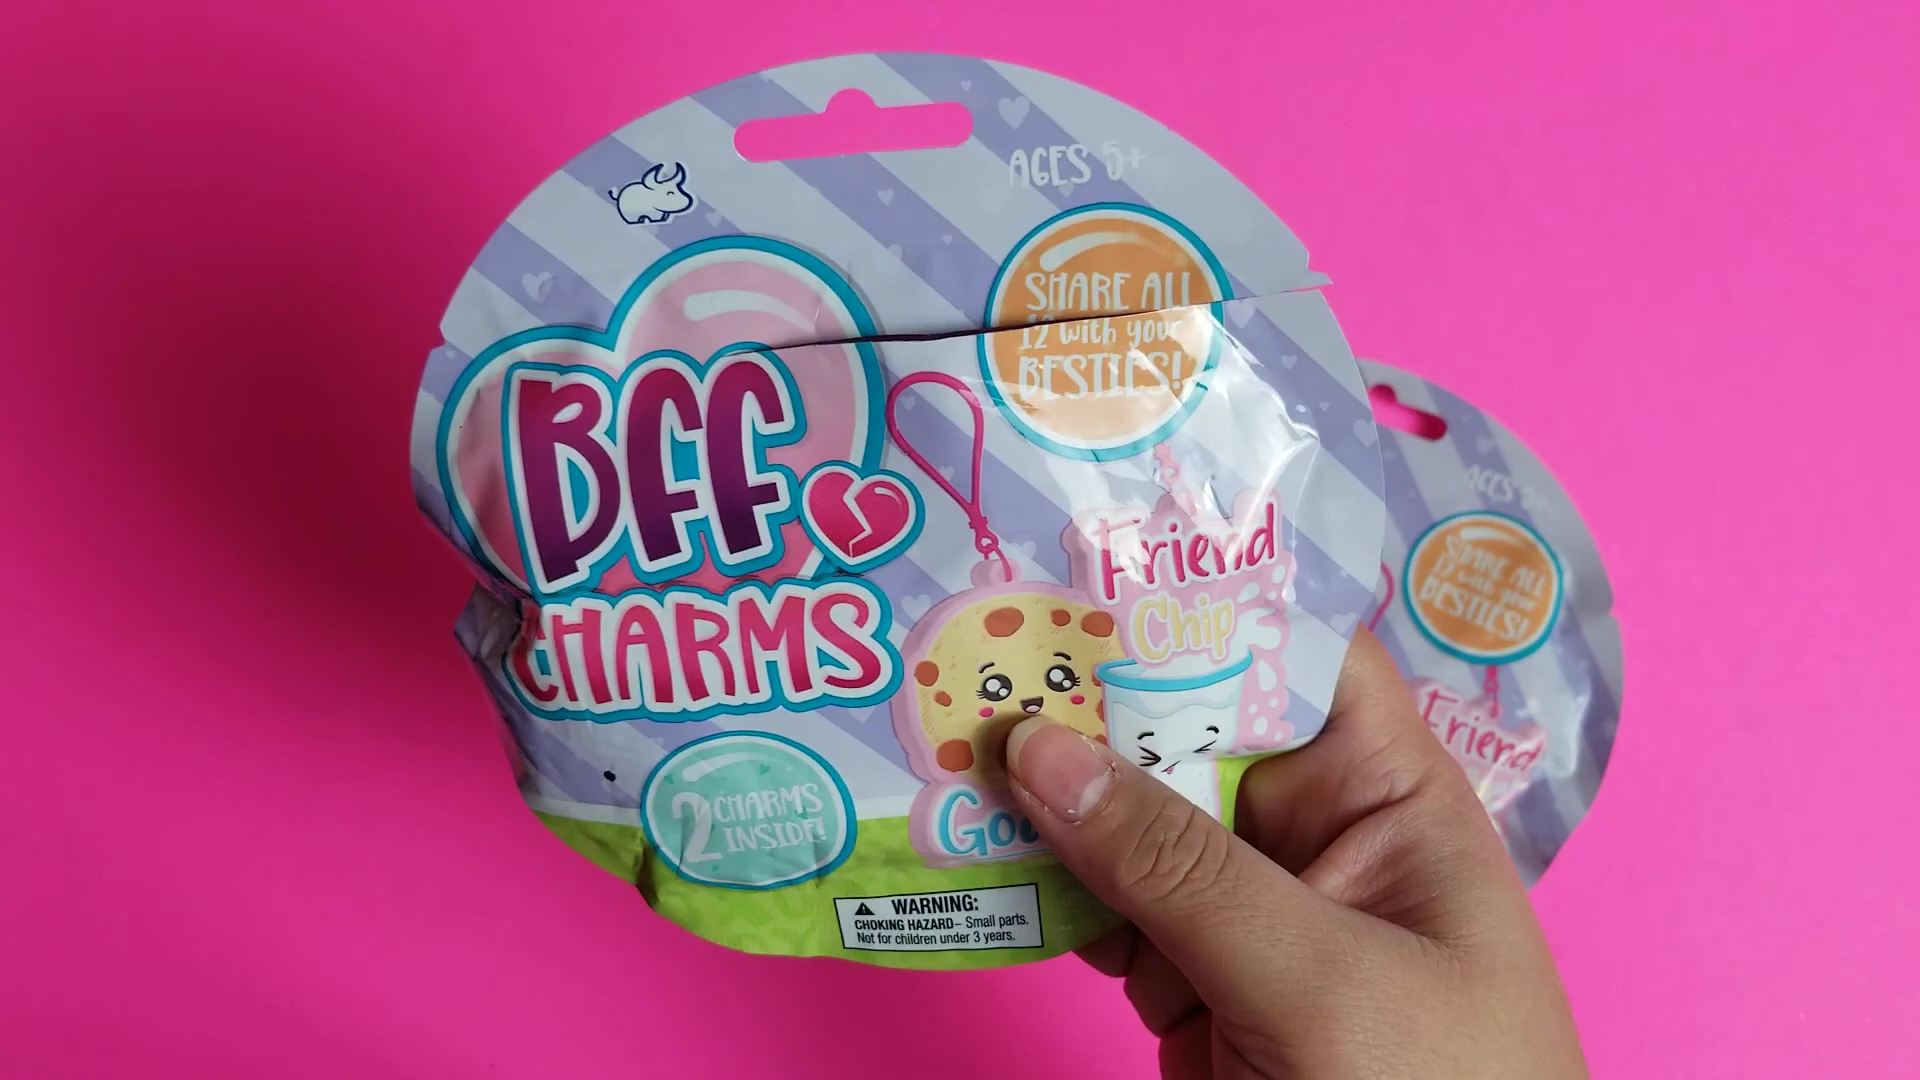 AGES 5+
SHARE ALL
12 with your
BESTIES!
BFF
CHARMS
Friend
Chip
2 CHARMS
INSIDE!
WARNING:
CHOKING HAZARD– Small parts.
Not for children under 3 years.
AGES 5+
SHARE ALL
12 with your
BESTIES!
Friend